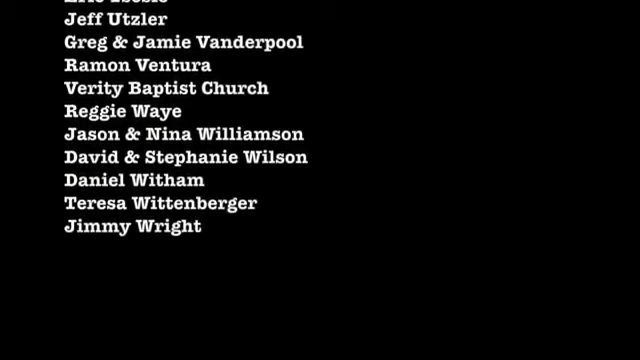 Jeff Utzler
Greg & Jamie Vanderpool
Ramon Ventura
Verity Baptist Church
Reggie Waye
Jason & Nina Williamson
David & Stephanie Wilson
Daniel Witham
Teresa Wittenberger
Jimmy Wright